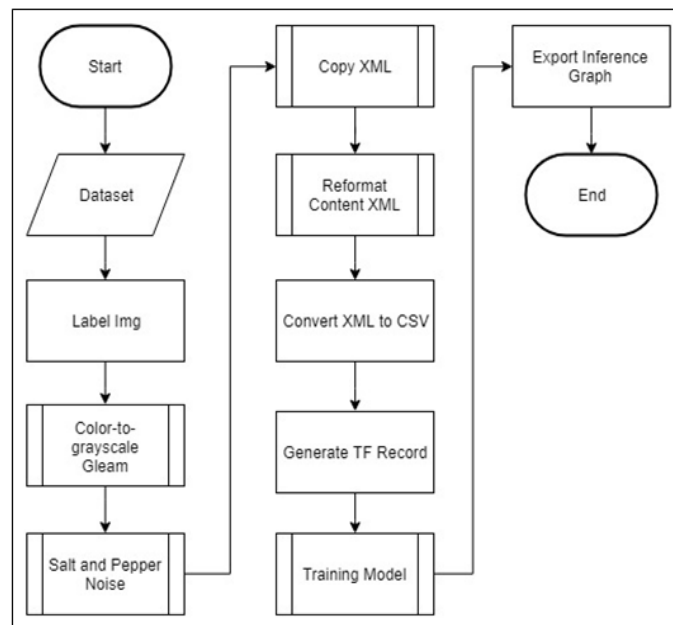 Start
Dataset
Label Img
Color-to-
grayscale
Gleam
Salt and Pepper
Noise
Copy XML
Reformat
Content XML
Convert XML to CSV
Generate TF Record
Training Model
Export Inference
Graph
End